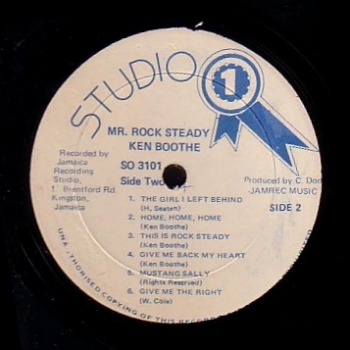 STUDIO 1
MR. ROCK STEADY
KEN BOOTHE
Recorded by
Jamaica
Recording
Studio,
1 Brentford Rd.
Kingston,
Jamaica
SO 3101
Side Two
Produced by C. Dodd
JAMREC MUSIC
SIDE 2
1. THE GIRL I LEFT BEHIND
(H. Seaton)
2. HOME, HOME, HOME
(Ken Boothe)
3. THIS IS ROCK STEADY
(Ken Boothe)
4. GIVE ME BACK MY HEART
(Ken Boothe)
5. MUSTANG SALLY
(Rights Reserved)
6. GIVE ME THE RIGHT
(W. Cole)
UNAUTHORISED COPYING OF THIS RECORD